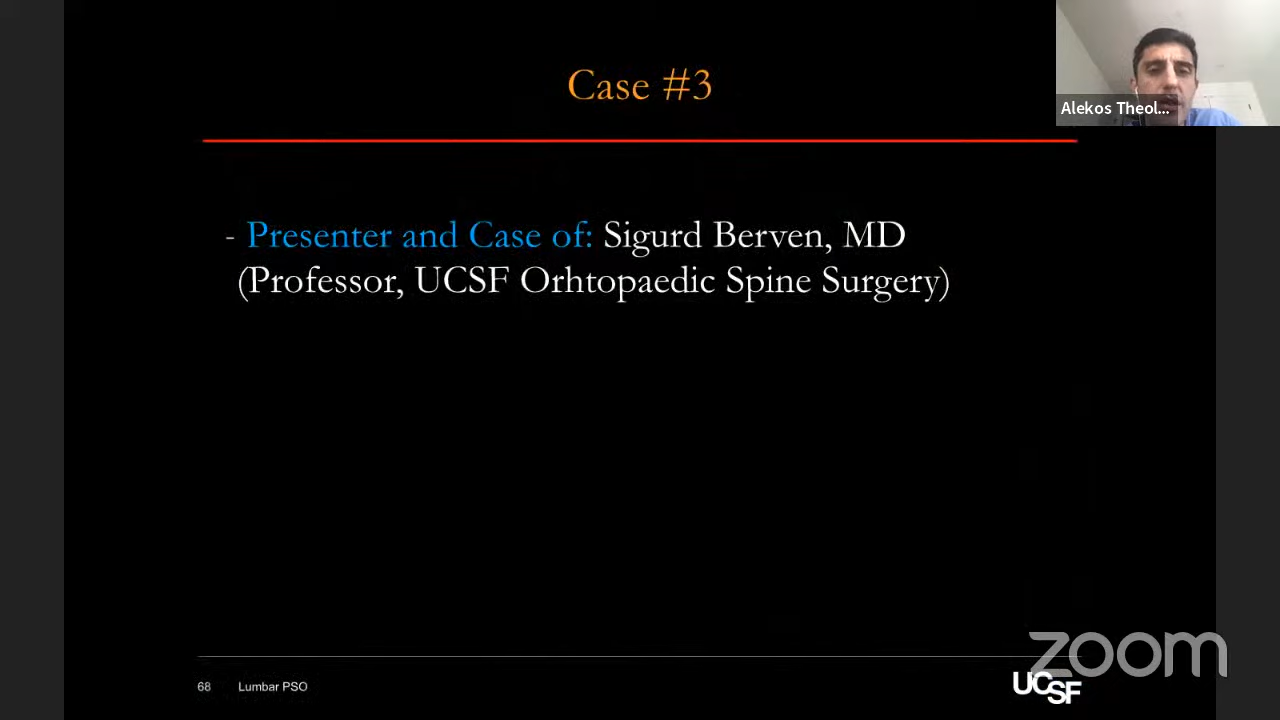 Case #3
Alekos Theol...
- Presenter and Case of: Sigurd Berven, MD
(Professor, UCSF Orhtopaedic Spine Surgery)
68 Lumbar PSO
UCSF
zoom